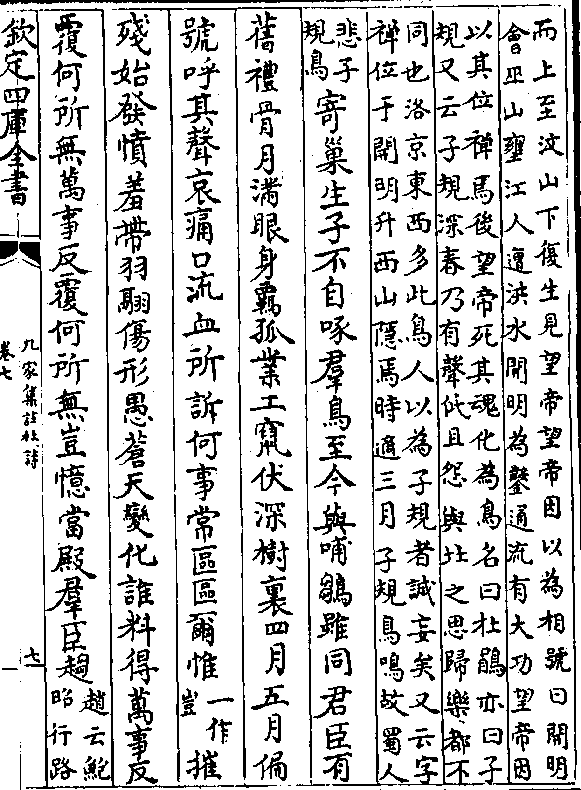 而上至汶山下復生見望帝望帝因以為相號曰開明
會巫山壅江人遭洪水開明為鑿通流有大功望帝因
以其位禪焉後望帝死其魂化為鳥名曰杜鵑亦曰子
規又云子規深春乃有聲低且怨與杜之思歸樂都不
同也洛京東西多此鳥人以為子規者誠妄矣又云字
禪位于開明升西山隱焉時適三月子規鳥鳴故蜀人
悲子
規鳥
寄巢生子不自啄羣鳥至今與哺雛雖同君臣有
舊禮骨月滿眼身羈孤業工竄伏深樹裏四月五月偏
號呼其聲哀痛口流血所訴何事常區區爾惟
一作
豈
摧
殘始發憤羞帶羽翮傷形愚蒼天變化誰料得萬事反
覆何所無萬事反覆何所無豈憶當殿羣臣趨
趙云鮑
昭行路
欽定四庫全書
九家集註杜詩
卷七
七